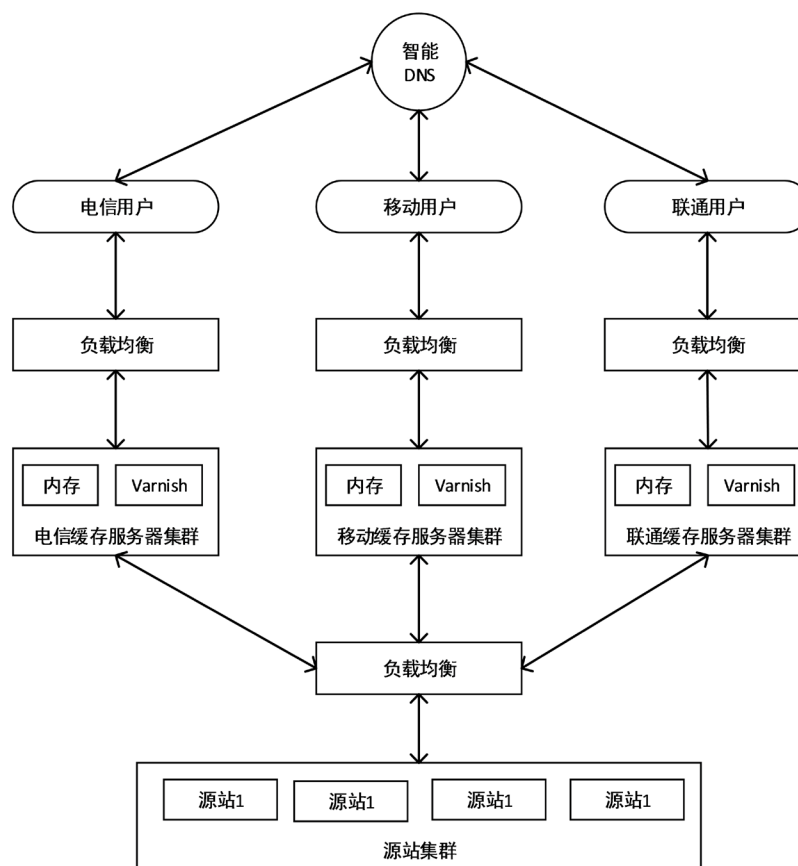 智能
DNS
电信用户
移动用户
联通用户
负载均衡
负载均衡
负载均衡
内存
Varnish
电信缓存服务器集群
内存
Varnish
移动缓存服务器集群
内存
Varnish
联通缓存服务器集群
负载均衡
源站1
源站1
源站1
源站1
源站集群